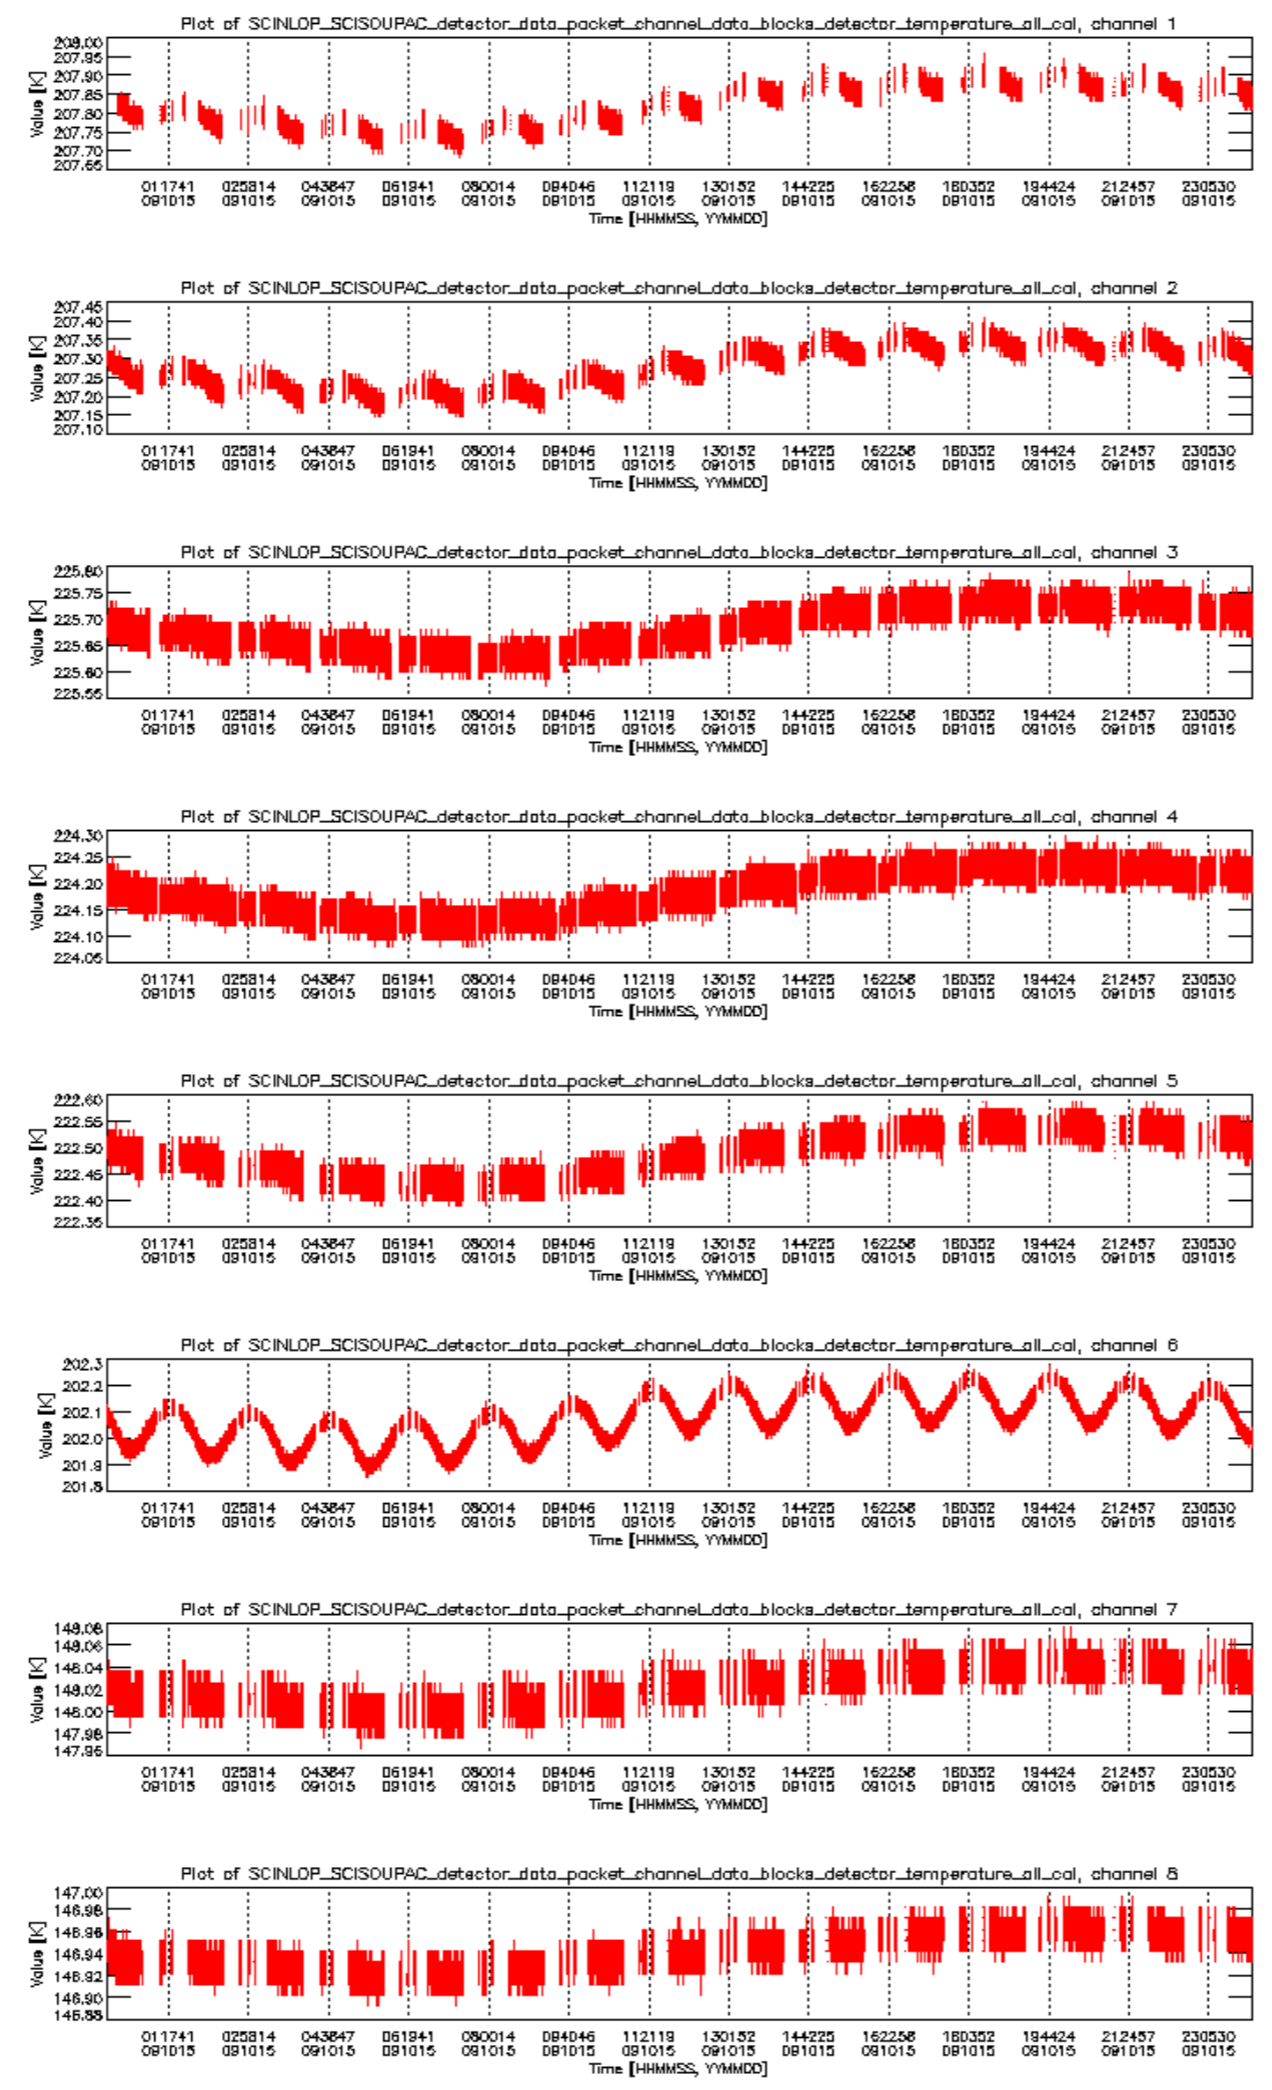 Plot of SCINLOP_SCISOUPAC_detector_data_packet_channel_data_blocks_detector_temperature_all_cal, channel 1
208.00
207.95
207.90
207.85
207.80
207.75
207.70
207.65
Value [K]
011741 025814 043847 061941 080014 094046 112119 130152 144225 162258 180352 194424 212457 230530
091015 091015 091015 091015 091015 091015 091015 091015 091015 091015 091015 091015 091015 091015
Time [HHMMSS, YYMMDD]
Plot of SCINLOP_SCISOUPAC_detector_data_packet_channel_data_blocks_detector_temperature_all_cal, channel 2
207.45
207.40
207.35
207.30
207.25
207.20
207.15
207.10
Value [K]
011741 025814 043847 061941 080014 094046 112119 130152 144225 162258 180352 194424 212457 230530
091015 091015 091015 091015 091015 091015 091015 091015 091015 091015 091015 091015 091015 091015
Time [HHMMSS, YYMMDD]
Plot of SCINLOP_SCISOUPAC_detector_data_packet_channel_data_blocks_detector_temperature_all_cal, channel 3
225.80
225.75
225.70
225.65
225.60
225.55
Value [K]
011741 025814 043847 061941 080014 094046 112119 130152 144225 162258 180352 194424 212457 230530
091015 091015 091015 091015 091015 091015 091015 091015 091015 091015 091015 091015 091015 091015
Time [HHMMSS, YYMMDD]
Plot of SCINLOP_SCISOUPAC_detector_data_packet_channel_data_blocks_detector_temperature_all_cal, channel 4
224.30
224.25
224.20
224.15
224.10
224.05
Value [K]
011741 025814 043847 061941 080014 094046 112119 130152 144225 162258 180352 194424 212457 230530
091015 091015 091015 091015 091015 091015 091015 091015 091015 091015 091015 091015 091015 091015
Time [HHMMSS, YYMMDD]
Plot of SCINLOP_SCISOUPAC_detector_data_packet_channel_data_blocks_detector_temperature_all_cal, channel 5
222.60
222.55
222.50
222.45
222.40
222.35
Value [K]
011741 025814 043847 061941 080014 094046 112119 130152 144225 162258 180352 194424 212457 230530
091015 091015 091015 091015 091015 091015 091015 091015 091015 091015 091015 091015 091015 091015
Time [HHMMSS, YYMMDD]
Plot of SCINLOP_SCISOUPAC_detector_data_packet_channel_data_blocks_detector_temperature_all_cal, channel 6
202.3
202.2
202.1
202.0
201.9
201.8
Value [K]
011741 025814 043847 061941 080014 094046 112119 130152 144225 162258 180352 194424 212457 230530
091015 091015 091015 091015 091015 091015 091015 091015 091015 091015 091015 091015 091015 091015
Time [HHMMSS, YYMMDD]
Plot of SCINLOP_SCISOUPAC_detector_data_packet_channel_data_blocks_detector_temperature_all_cal, channel 7
148.08
148.06
148.04
148.02
148.00
147.98
147.96
Value [K]
011741 025814 043847 061941 080014 094046 112119 130152 144225 162258 180352 194424 212457 230530
091015 091015 091015 091015 091015 091015 091015 091015 091015 091015 091015 091015 091015 091015
Time [HHMMSS, YYMMDD]
Plot of SCINLOP_SCISOUPAC_detector_data_packet_channel_data_blocks_detector_temperature_all_cal, channel 8
147.00
146.98
146.96
146.94
146.92
146.90
146.88
Value [K]
011741 025814 043847 061941 080014 094046 112119 130152 144225 162258 180352 194424 212457 230530
091015 091015 091015 091015 091015 091015 091015 091015 091015 091015 091015 091015 091015 091015
Time [HHMMSS, YYMMDD]